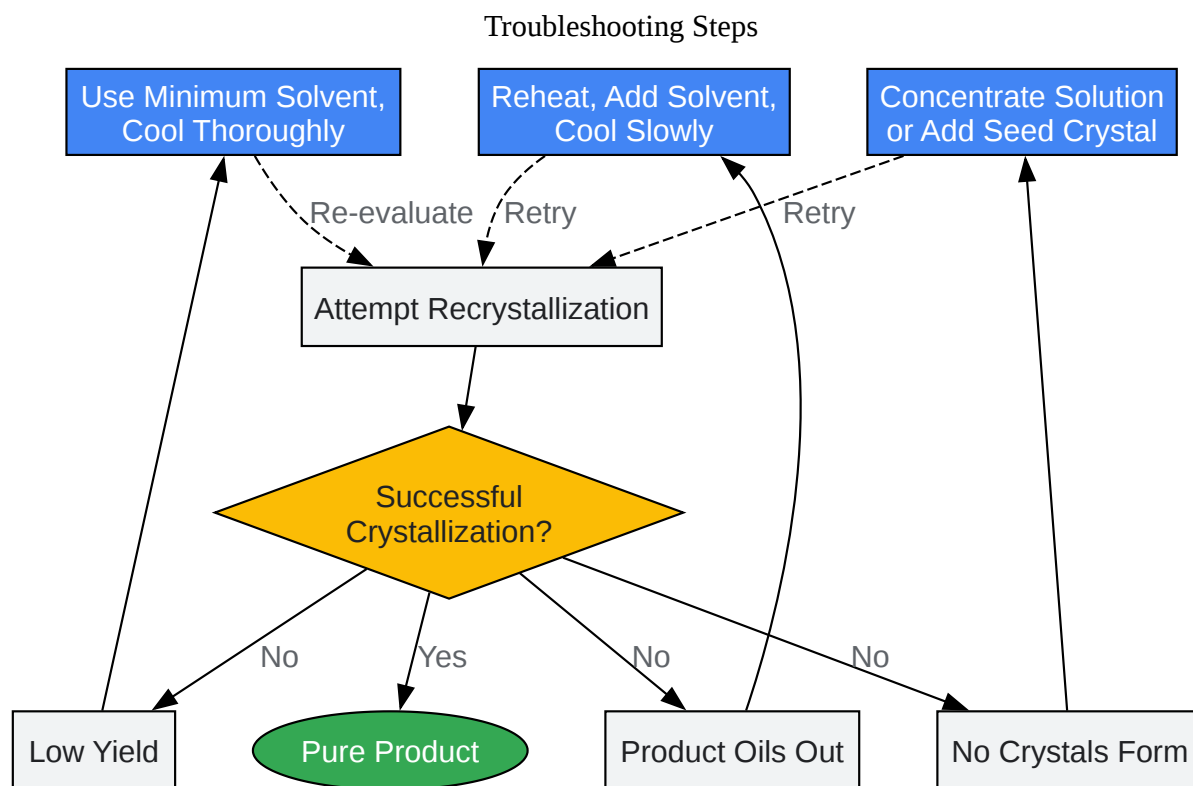 Troubleshooting Steps
Use Minimum Solvent,
Cool Thoroughly
Reheat, Add Solvent,
Cool Slowly
Concentrate Solution
or Add Seed Crystal
Re-evaluate
Retry
Retry
Attempt Recrystallization
Successful
Crystallization?
No
Yes
No
No
Low Yield
Pure Product
Product Oils Out
No Crystals Form